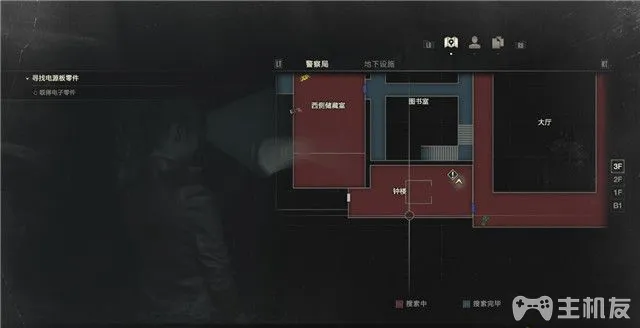 警察局
地下设施
寻找电源板零件
取得电子零件
西侧储藏室
图书室
大厅
钟楼
3F
2F
1F
B1
搜索中
搜索完毕
主机友